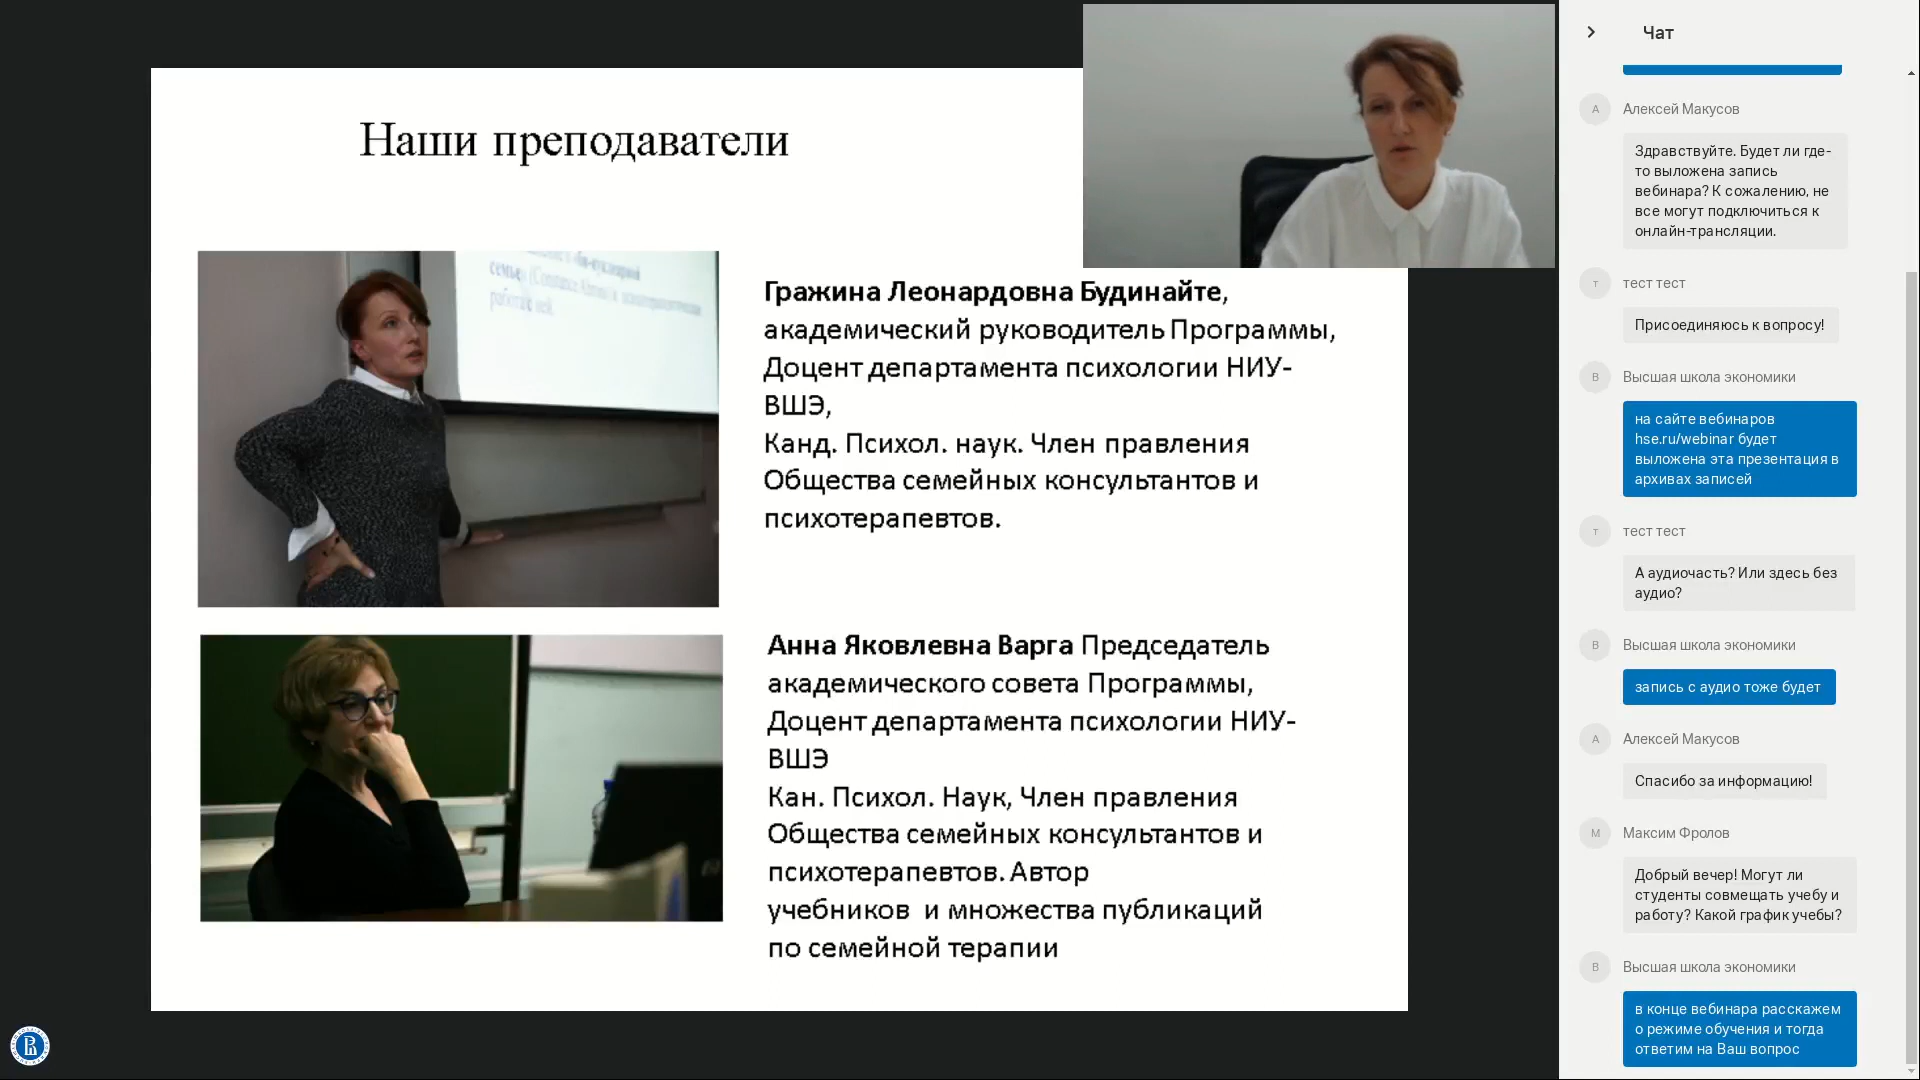 Наши преподаватели
семье
работе с ней.
Гражина Леонардовна Будинайте,
академический руководитель Программы,
Доцент департамента психологии НИУ-
ВШЭ,
Канд. Психол. наук. Член правления
Общества семейных консультантов и
психотерапевтов.
Анна Яковлевна Варга Председатель
академического совета Программы,
Доцент департамента психологии НИУ-
ВШЭ
Кан. Психол. Наук, Член правления
Общества семейных консультантов и
психотерапевтов. Автор
учебников и множества публикаций
по семейной терапии
Чат
А
Алексей Макусов
Здравствуйте. Будет ли где-
то выложена запись
вебинара? К сожалению, не
все могут подключиться к
онлайн-трансляции.
т
тест тест
Присоединяюсь к вопросу!
В
Высшая школа экономики
на сайте вебинаров
hse.ru/webinar будет
выложена эта презентация в
архивах записей
т
тест тест
А аудиочасть? Или здесь без
аудио?
В
Высшая школа экономики
запись с аудио тоже будет
А
Алексей Макусов
Спасибо за информацию!
М
Максим Фролов
Добрый вечер! Могут ли
студенты совмещать учебу и
работу? Какой график учебы?
В
Высшая школа экономики
в конце вебинара расскажем
о режиме обучения и тогда
ответим на Ваш вопрос